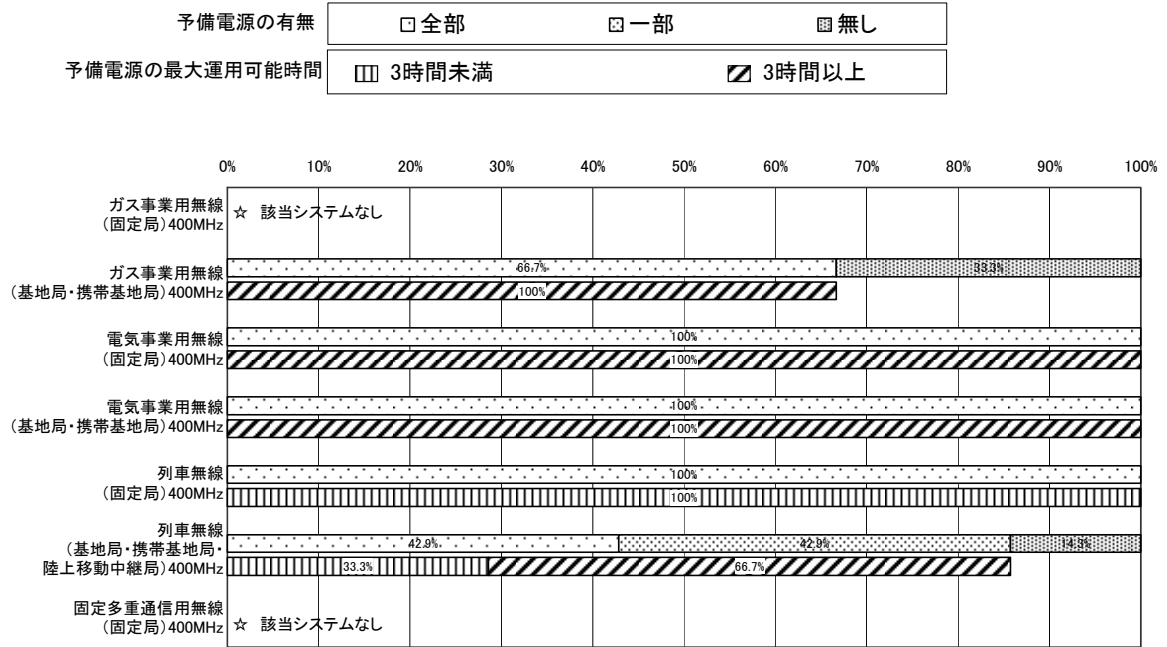 予備電源の有無 全部 一部 無し
予備電源の最大運用可能時間 3時間未満 3時間以上
0% 10% 20% 30% 40% 50% 60% 70% 80% 90% 100%
ガス事業用無線
(固定局)400MHz
☆ 該当システムなし
ガス事業用無線
(基地局・携帯基地局)400MHz
66.7% 33.3%
100%
電気事業用無線
(固定局)400MHz
100%
100%
電気事業用無線
(基地局・携帯基地局)400MHz
100%
100%
列車無線
(固定局)400MHz
100%
100%
列車無線
(基地局・携帯基地局・
陸上移動中継局)400MHz
42.9% 42.9% 14.3%
33.3% 66.7%
固定多重通信用無線
(固定局)400MHz
☆ 該当システムなし